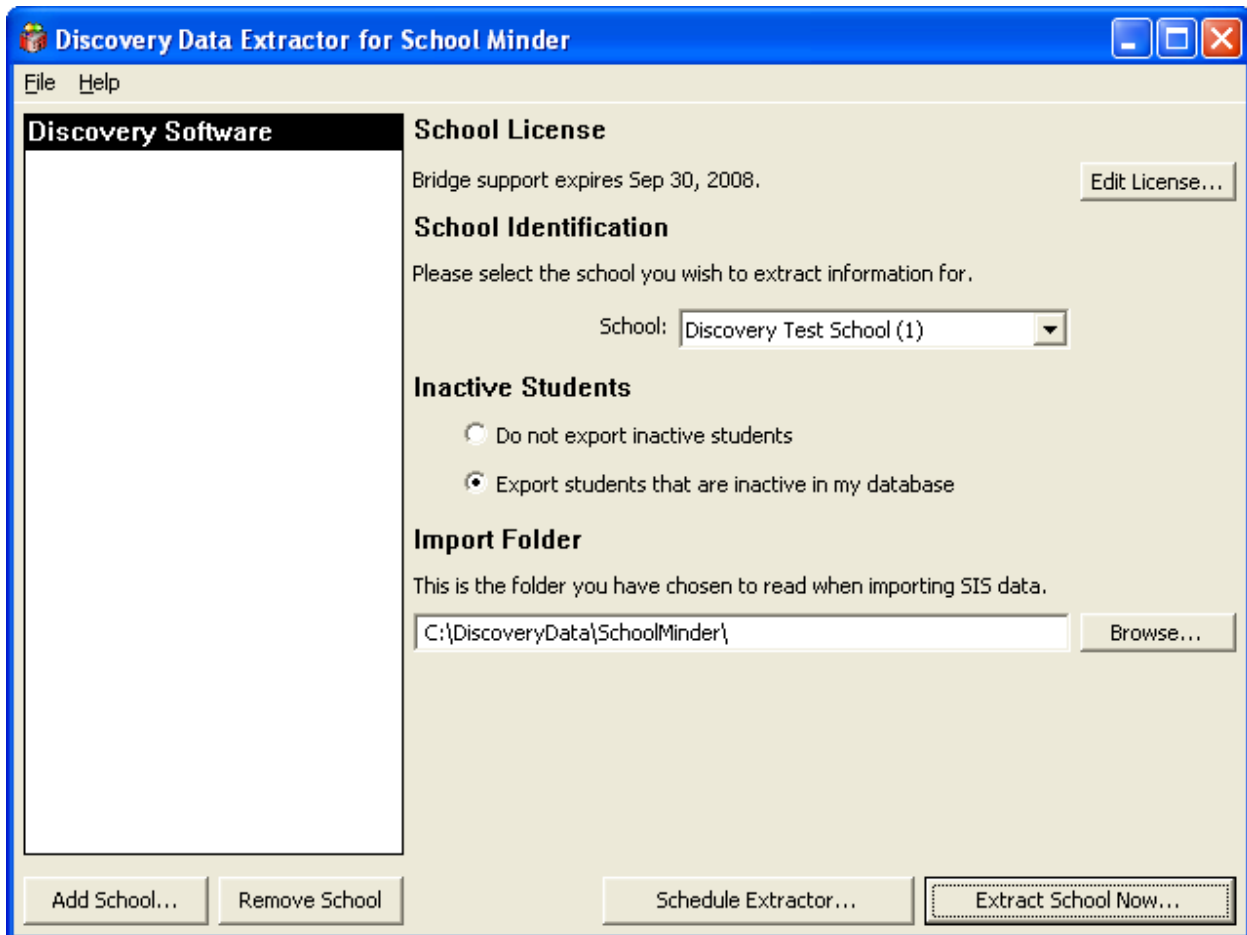 Discovery Data Extractor for School Minder
File Help
Discovery Software
School License
Bridge support expires Sep 30, 2008.
Edit License...
School Identification
Please select the school you wish to extract information for.
School: Discovery Test School (1)
Inactive Students
Do not export inactive students
Export students that are inactive in my database
Import Folder
This is the folder you have chosen to read when importing SIS data.
C:\DiscoveryData\SchoolMinder\
Browse...
Add School...
Remove School
Schedule Extractor...
Extract School Now...